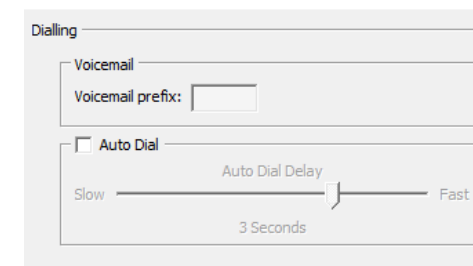 Dialling
Voicemail
Voicemail prefix:
Auto Dial
Auto Dial Delay
Slow Fast
3 Seconds